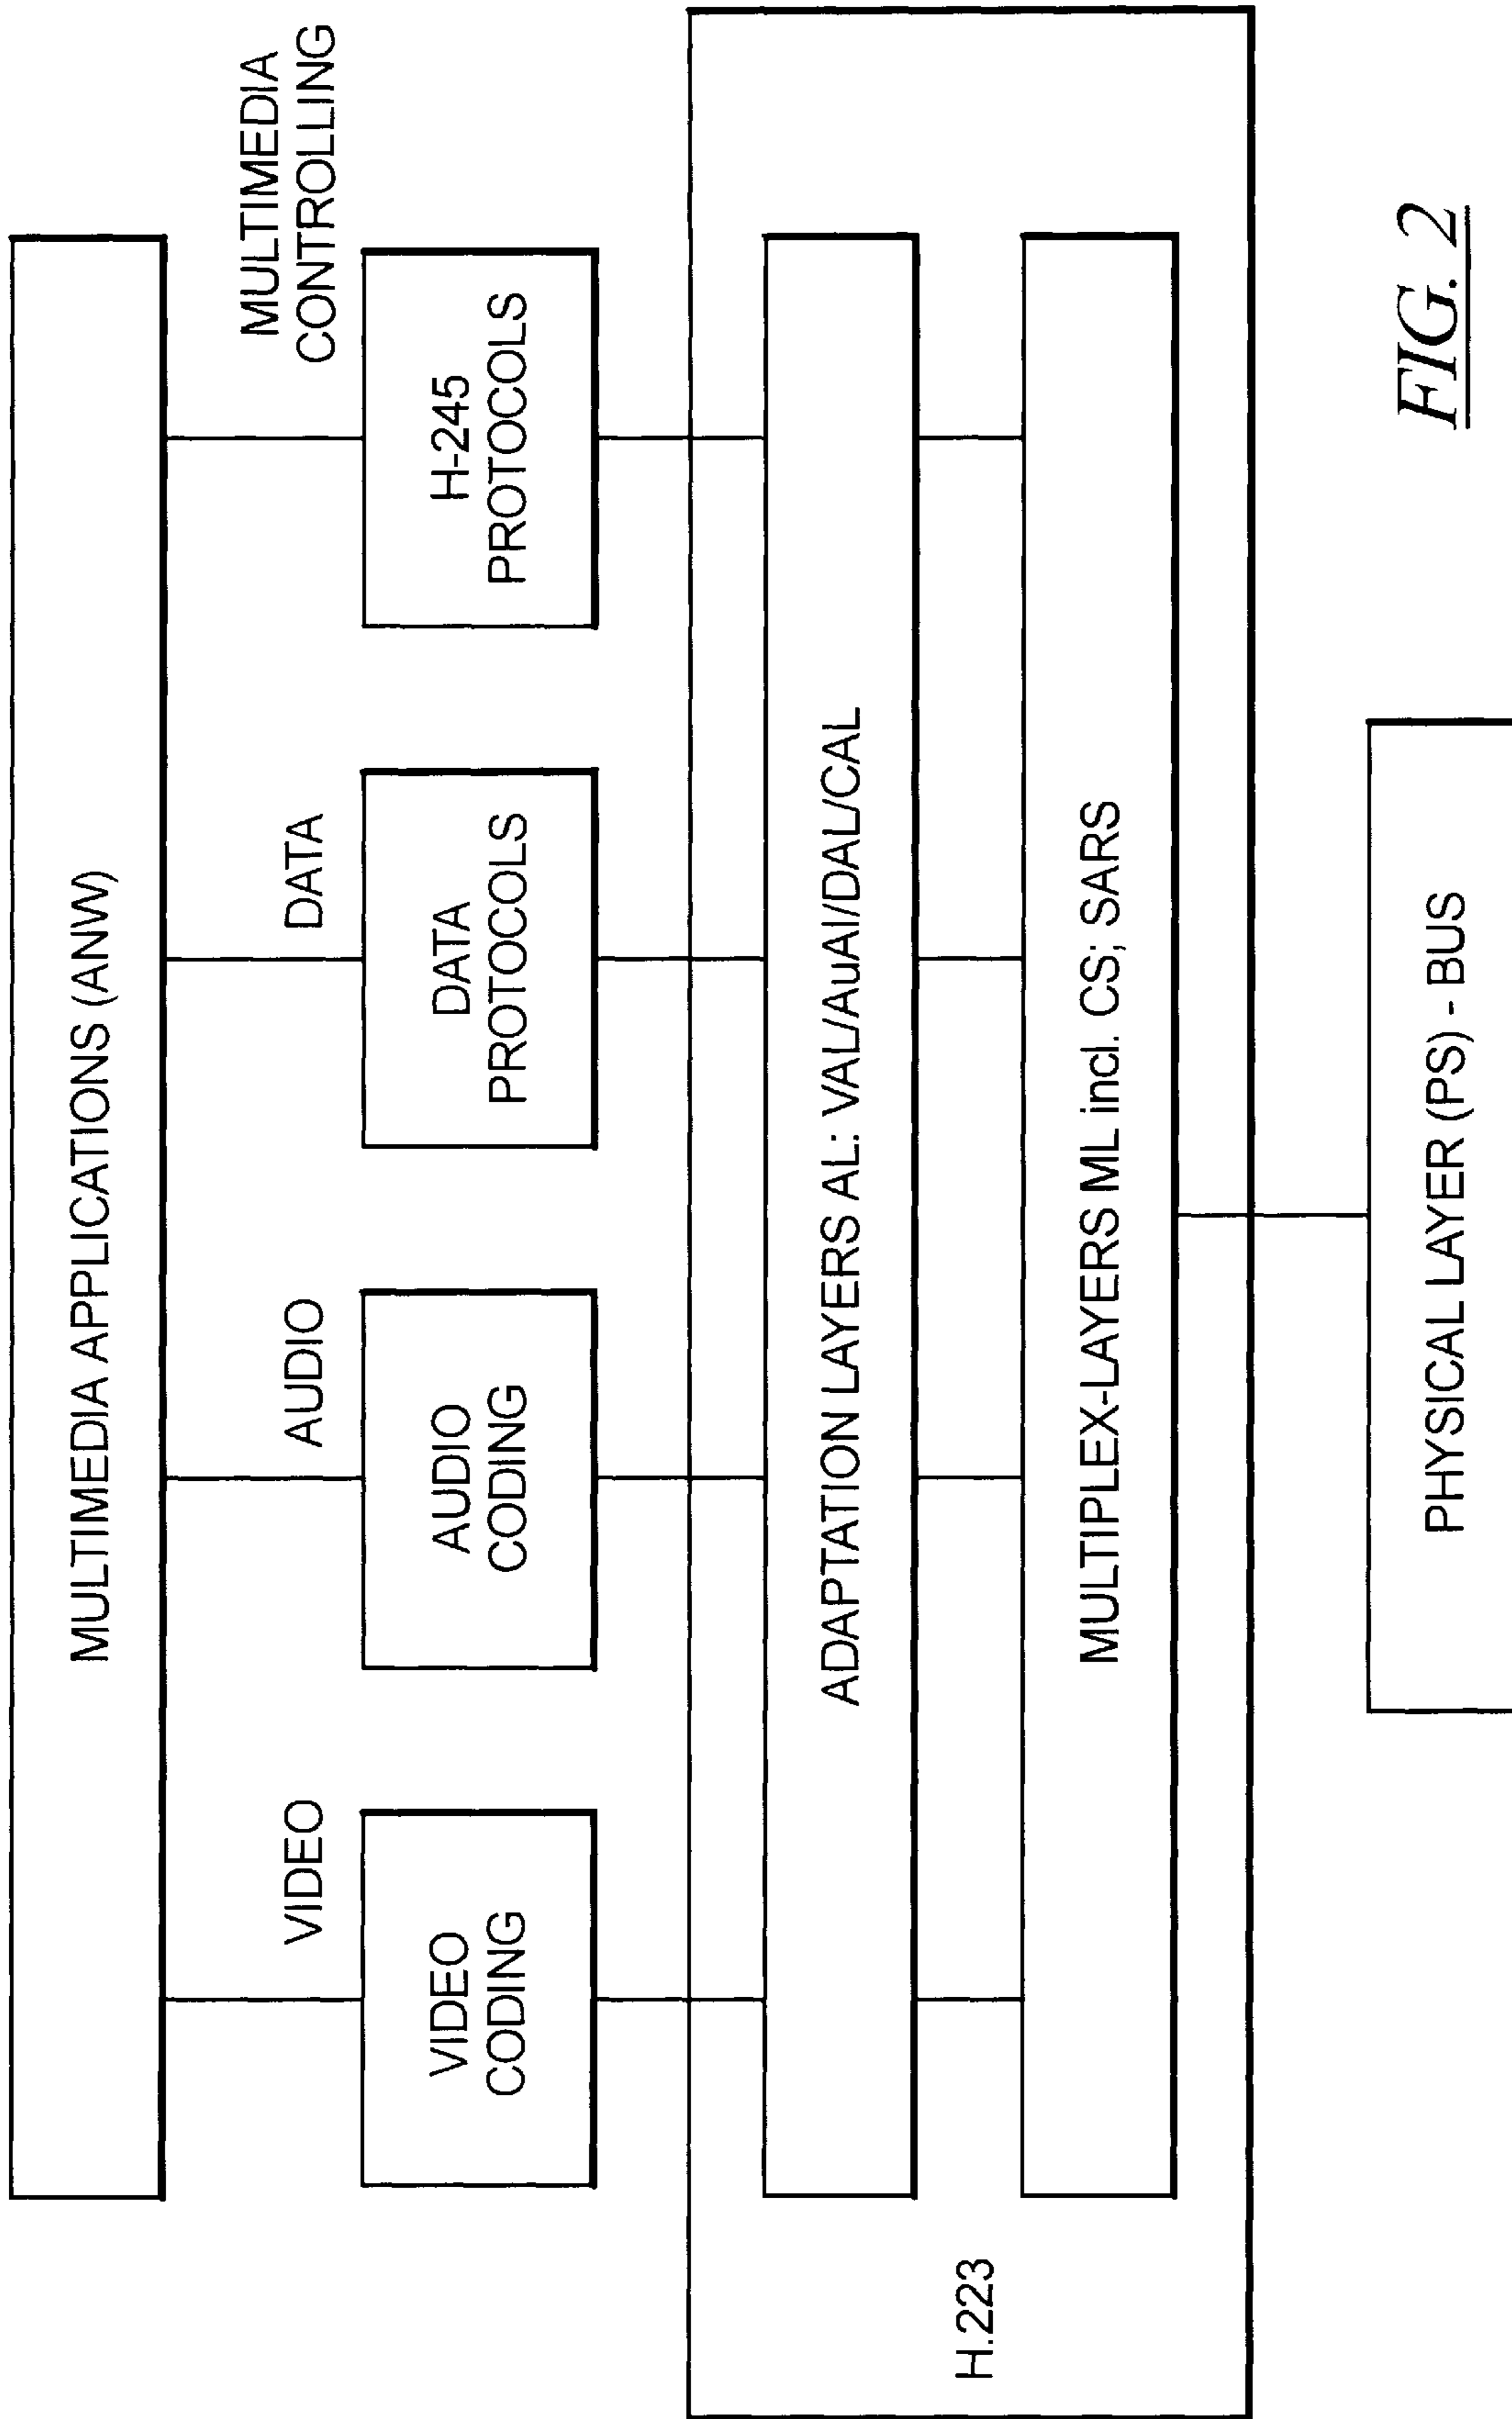 MULTIMEDIA APPLICATIONS (ANW)
VIDEO
AUDIO
DATA
MULTIMEDIA
CONTROLLING
VIDEO
CODING
AUDIO
CODING
DATA
PROTOCOLS
H-245
PROTOCOLS
H.223
ADAPTATION LAYERS AL: VAL/AuAl/DAL/CAL
MULTIPLEX-LAYERS ML incl. CS; SARS
PHYSICAL LAYER (PS) - BUS
FIG. 2